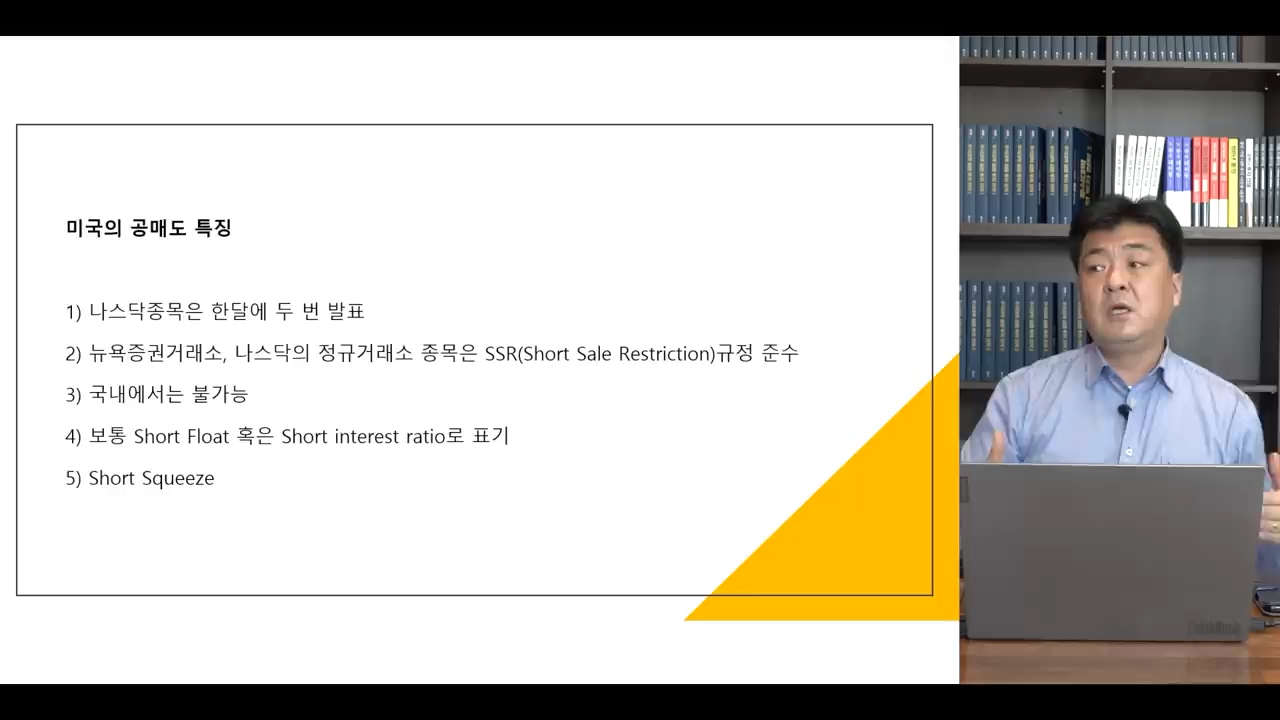 미국의 공매도 특징
1) 나스닥종목은 한달에 두 번 발표
2) 뉴욕증권거래소, 나스닥의 정규거래소 종목은 SSR(Short Sale Restriction)규정 준수
3) 국내에서는 불가능
4) 보통 Short Float 혹은 Short interest ratio로 표기
5) Short Squeeze